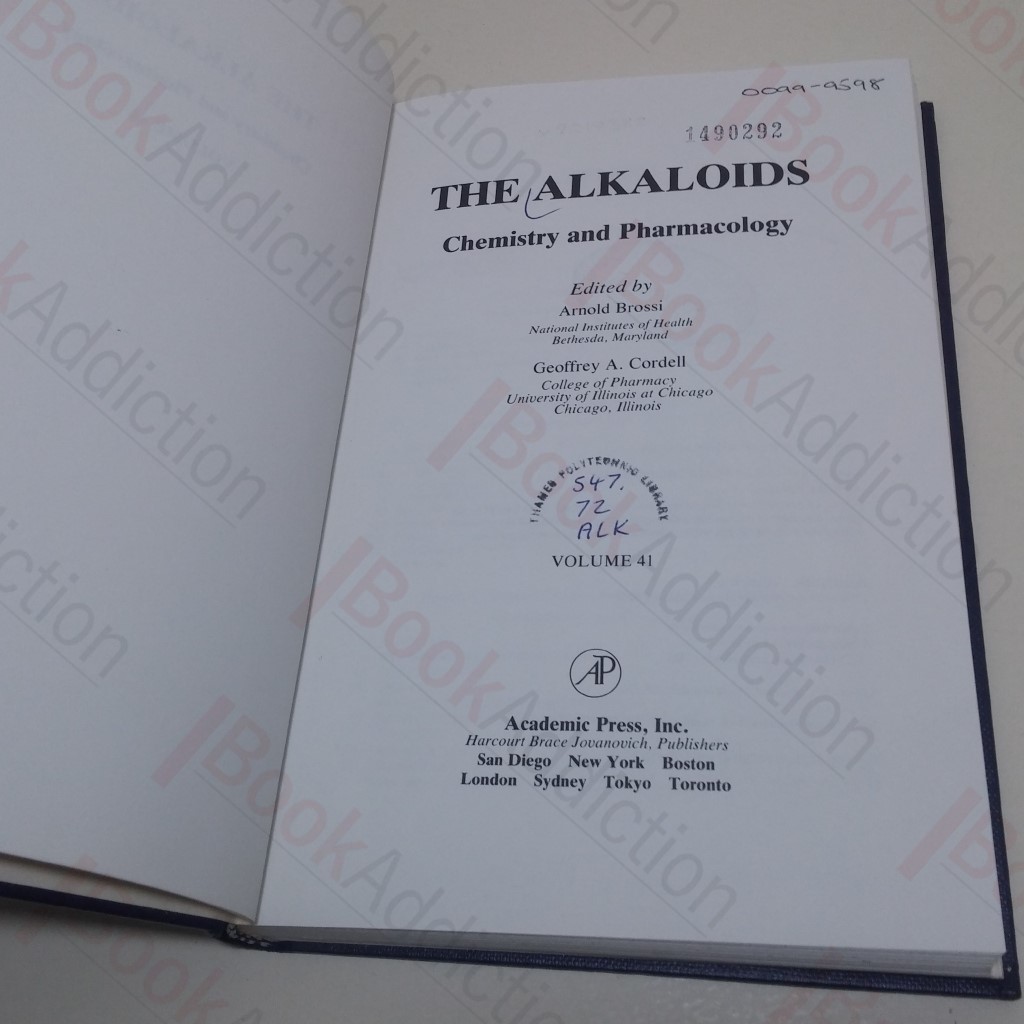 0099-9598
1490292
THE ALKALOIDS
Chemistry and Pharmacology
Edited by
Arnold Brossi
National Institutes of Health
Bethesda, Maryland
Geoffrey A. Cordell
College of Pharmacy
University of Illinois at Chicago
Chicago, Illinois
THAMES POLYTECHNIC LIBRARY
547.
72
ALK
VOLUME 41
AP
Academic Press, Inc.
Harcourt Brace Jovanovich, Publishers
San Diego New York Boston
London Sydney Tokyo Toronto
BookAddiction